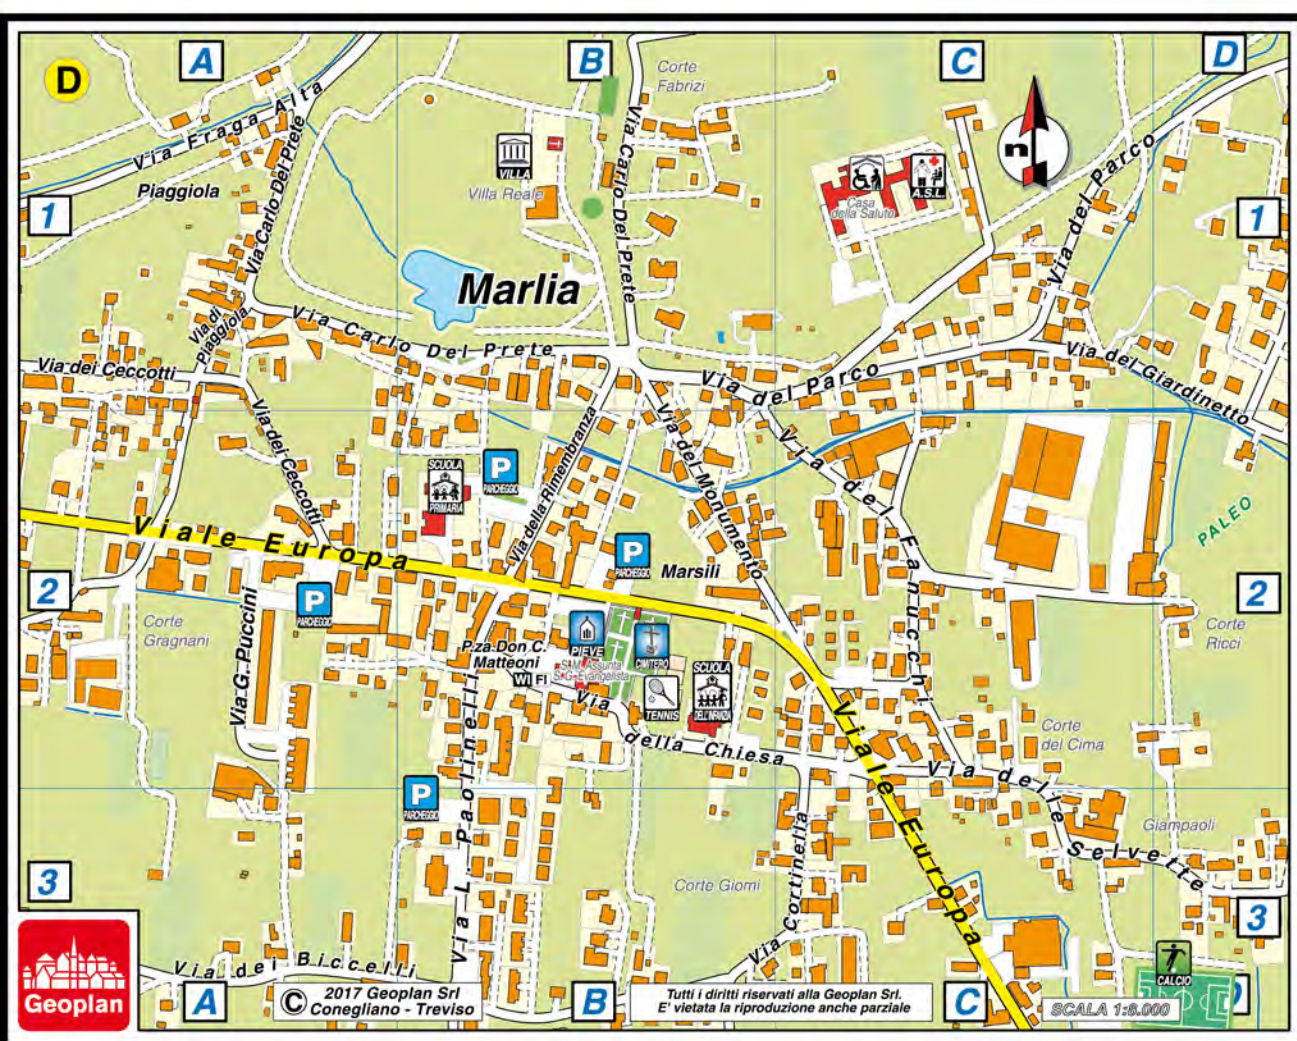 A
B
C
D
D
Corte
Fabrizi
Via Fraga Alta
Piaggiola
Via Carlo Del Prete
VILLA
Villa Reale
Via Carlo Del Prete
Casa
della Salute
A.S.L.
n
Via del Parco
1
1
Marlia
Via di
Piaggiola
Via Carlo Del Prete
Via dei Ceccotti
Via del Parco
Via del Giardinetto
Via dei Ceccotti
Via della Rimembranza
Via del Monumento
Via del Fanucchi
SCUOLA
PRIMARIA
P
PARCHEGGIO
PALEO
Viale Europa
P
PARCHEGGIO
Marsili
2
2
P
PARCHEGGIO
Corte
Gragnani
Via G. Puccini
P.za Don C.
Matteoni
WI FI
PIEVE
S. M. Assunta
S. G. Evangelista
CIMITERO
TENNIS
SCUOLA
DELL'INFANZIA
Corte
Ricci
Via
della Chiesa
Viale Europa
Corte
del Cima
Via delle
Selvette
P
PARCHEGGIO
Via L. Paolinelli
Giampaoli
Corte Giorni
Via Cortinella
3
3
Geoplan
Via dei Biccelli
CALCIO
A
© 2017 Geoplan Srl
Conegliano - Treviso
B
Tutti i diritti riservati alla Geoplan Srl.
E' vietata la riproduzione anche parziale
C
SCALA 1:8.000
D